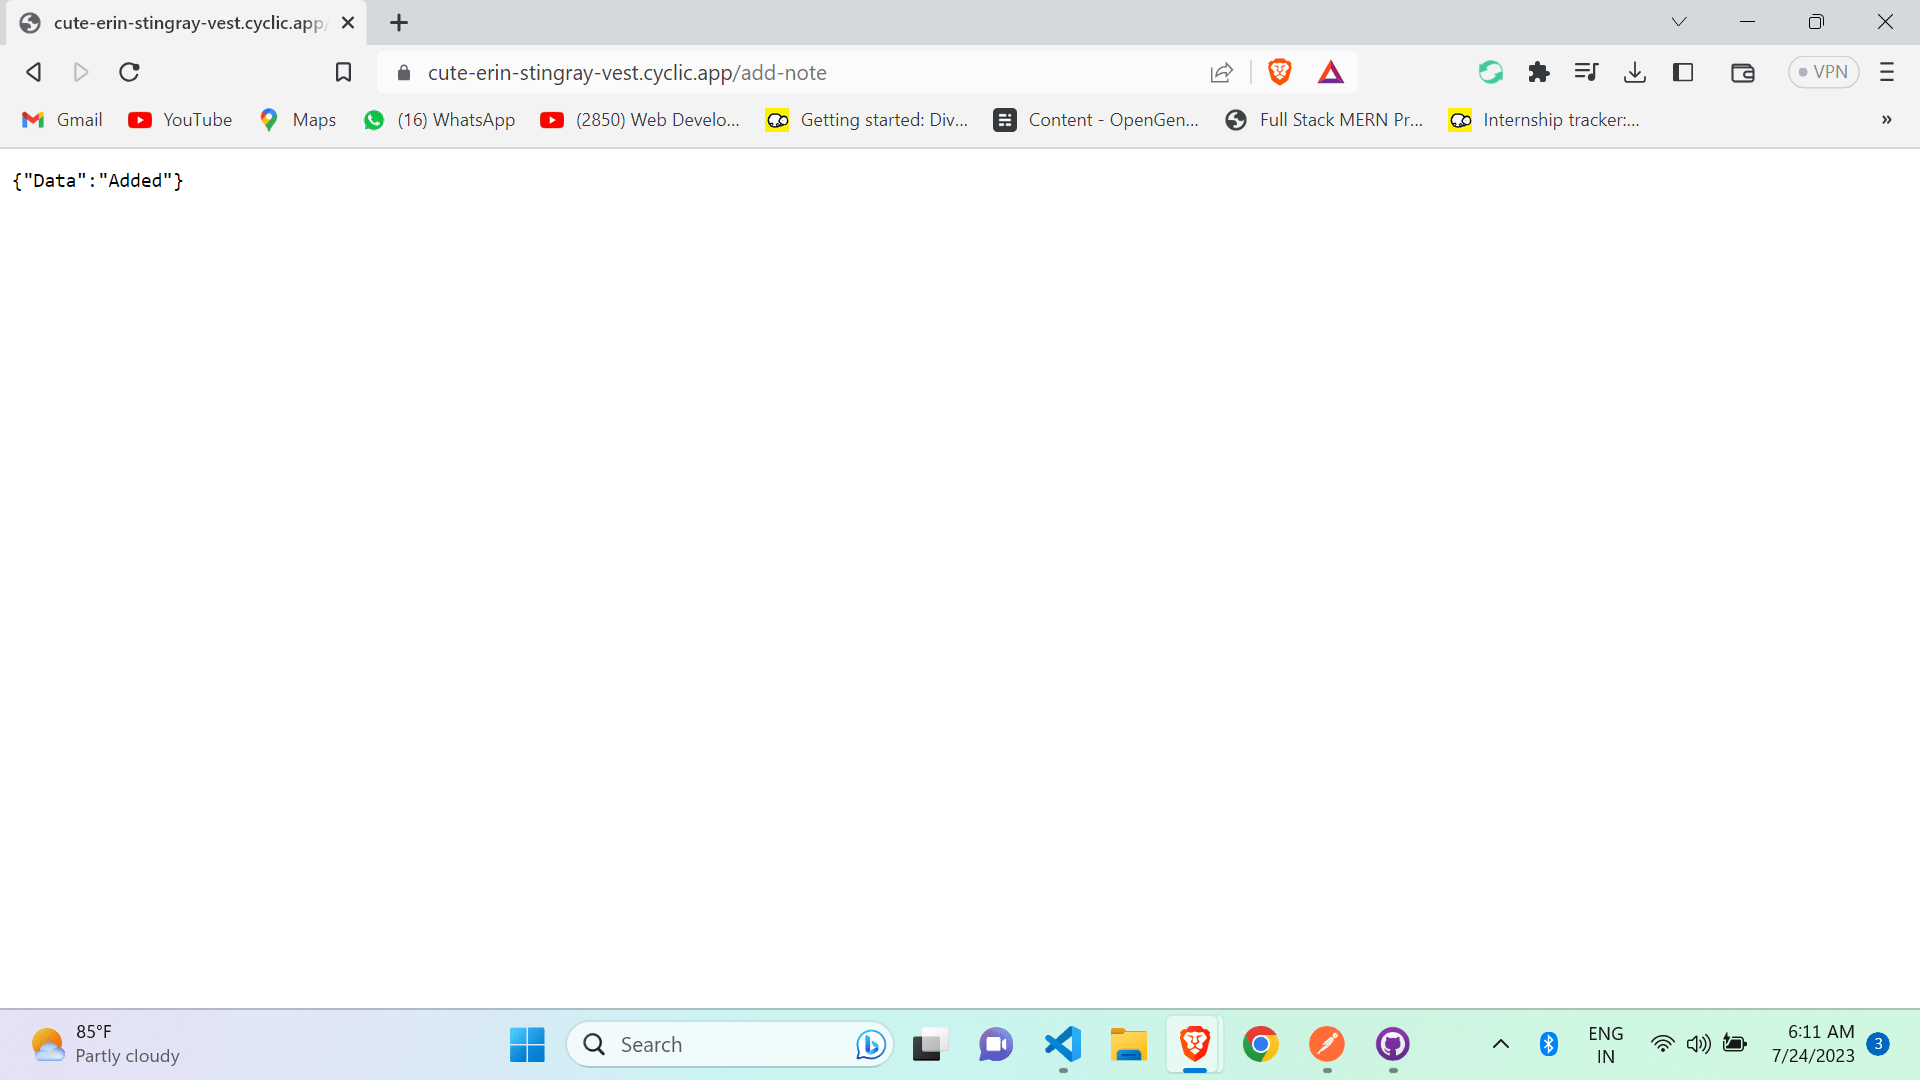 cute-erin-stingray-vest.cyclic.app/
cute-erin-stingray-vest.cyclic.app/add-note
VPN
Gmail
YouTube
Maps
(16) WhatsApp
(2850) Web Develo...
Getting started: Div...
Content - OpenGen...
Full Stack MERN Pr...
Internship tracker:...
»
{"Data":"Added"}
85°F
Partly cloudy
Search
ENG
IN
6:11 AM
7/24/2023
3